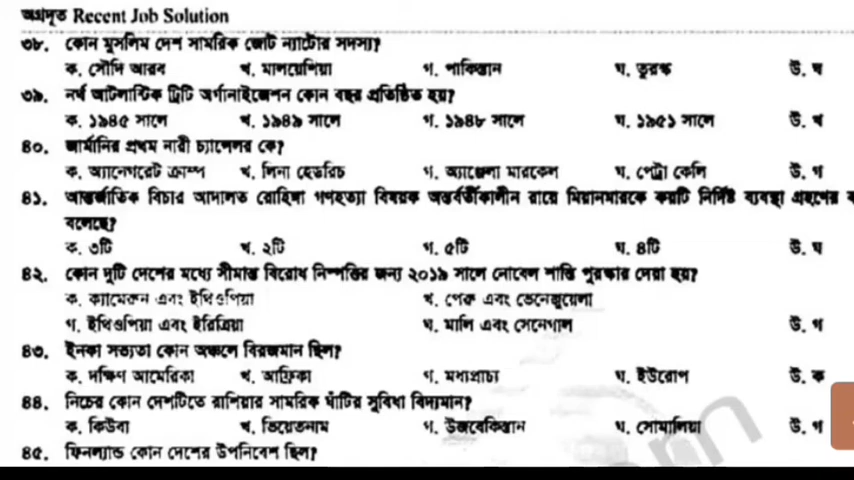 অগ্রদূত Recent Job Solution
৩৮. কোন মুসলিম দেশ সামরিক জোট ন্যাটোর সদস্য?
ক. সৌদি আরব খ. মালয়েশিয়া গ. পাকিস্তান ঘ. তুরস্ক উ. ঘ
৩৯. নর্থ আটলান্টিক ট্রিটি অর্গানাইজেশন কোন বছর প্রতিষ্ঠিত হয়?
ক. ১৯৪৫ সালে খ. ১৯৪৯ সালে গ. ১৯৪৮ সালে ঘ. ১৯৫১ সালে উ. খ
৪০. জার্মানির প্রথম নারী চ্যান্সেলর কে?
ক. অ্যানেগরেট ক্রাম্প খ. লিনা হেডরিচ গ. অ্যাঞ্জেলা মারকেল ঘ. পেট্রা কেলি উ. গ
৪১. আন্তর্জাতিক বিচার আদালত রোহিঙ্গা গণহত্যা বিষয়ক অন্তর্বর্তীকালীন রায়ে মিয়ানমারকে কয়টি নির্দিষ্ট ব্যবস্থা গ্রহণের
বলেছে?
ক. ৩টি খ. ২টি গ. ৫টি ঘ. ৪টি উ. ঘ
৪২. কোন দুটি দেশের মধ্যে সীমান্ত বিরোধ নিষ্পত্তির জন্য ২০১৯ সালে নোবেল শান্তি পুরস্কার দেয়া হয়?
ক. ক্যামেরুন এবং ইথিওপিয়া খ. পেরু এবং ভেনেজুয়েলা
গ. ইথিওপিয়া এবং ইরিত্রিয়া ঘ. মালি এবং সেনেগাল উ. গ
৪৩. ইনকা সভ্যতা কোন অঞ্চলে বিরাজমান ছিল?
ক. দক্ষিণ আমেরিকা খ. আফ্রিকা গ. মধ্যপ্রাচ্য ঘ. ইউরোপ উ. ক
৪৪. নিচের কোন দেশটিতে রাশিয়ার সামরিক ঘাঁটির সুবিধা বিদ্যমান?
ক. কিউবা খ. ভিয়েতনাম গ. উজবেকিস্তান ঘ. সোমালিয়া উ. গ
৪৫. ফিনল্যান্ড কোন দেশের উপনিবেশ ছিল?